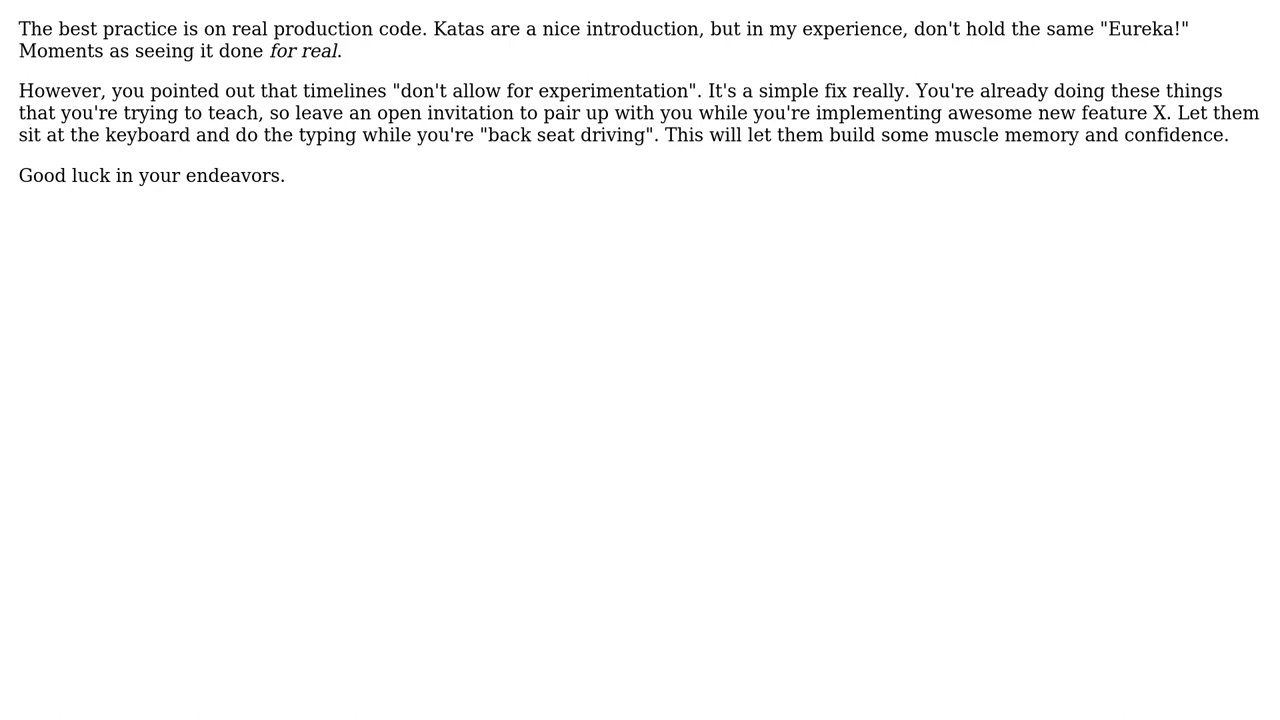 The best practice is on real production code. Katas are a nice introduction, but in my experience, don't hold the same "Eureka!"
Moments as seeing it done for real.
However, you pointed out that timelines "don't allow for experimentation". It's a simple fix really. You're already doing these things
that you're trying to teach, so leave an open invitation to pair up with you while you're implementing awesome new feature X. Let them
sit at the keyboard and do the typing while you're "back seat driving". This will let them build some muscle memory and confidence.
Good luck in your endeavors.